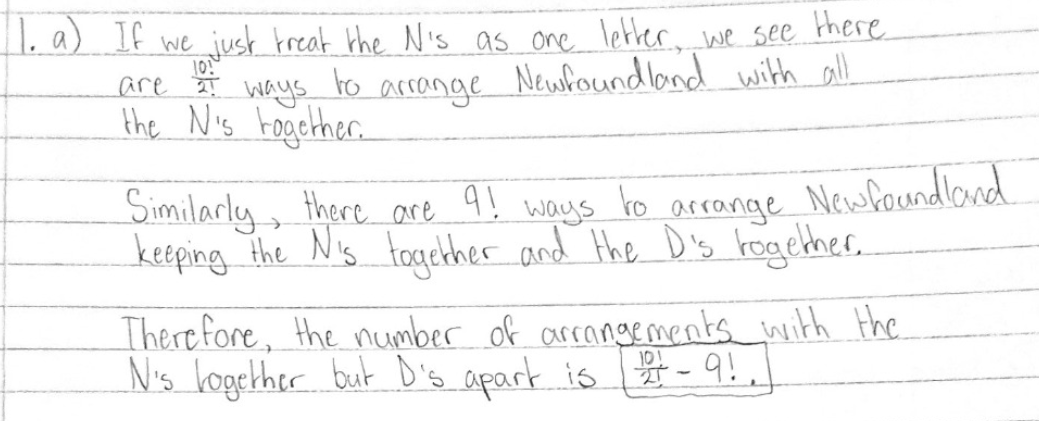 1. a) If we just treat the N's as one letter, we see there
are 10!/2! ways to arrange Newfoundland with all
the N's together.
Similarly, there are 9! ways to arrange Newfoundland
keeping the N's together and the D's together.
Therefore, the number of arrangements with the
N's together but D's apart is 10!/2! - 9!.